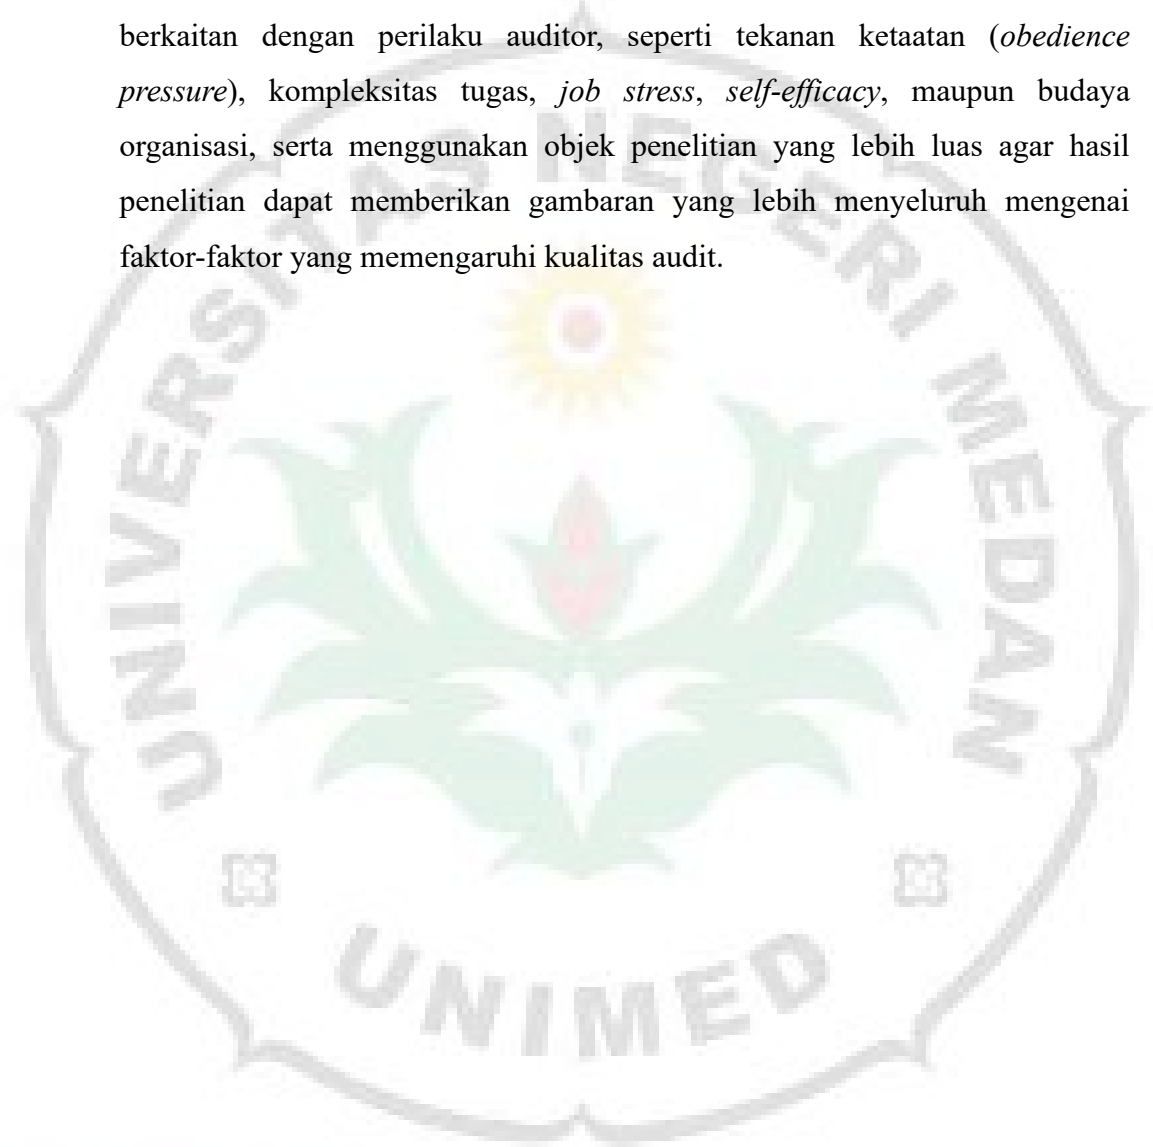 berkaitan dengan perilaku auditor, seperti tekanan ketaatan (obedience
pressure), kompleksitas tugas, job stress, self-efficacy, maupun budaya
organisasi, serta menggunakan objek penelitian yang lebih luas agar hasil
penelitian dapat memberikan gambaran yang lebih menyeluruh mengenai
faktor-faktor yang memengaruhi kualitas audit.
UNIVERSITAS NEGERI MEDAN
UNIMED